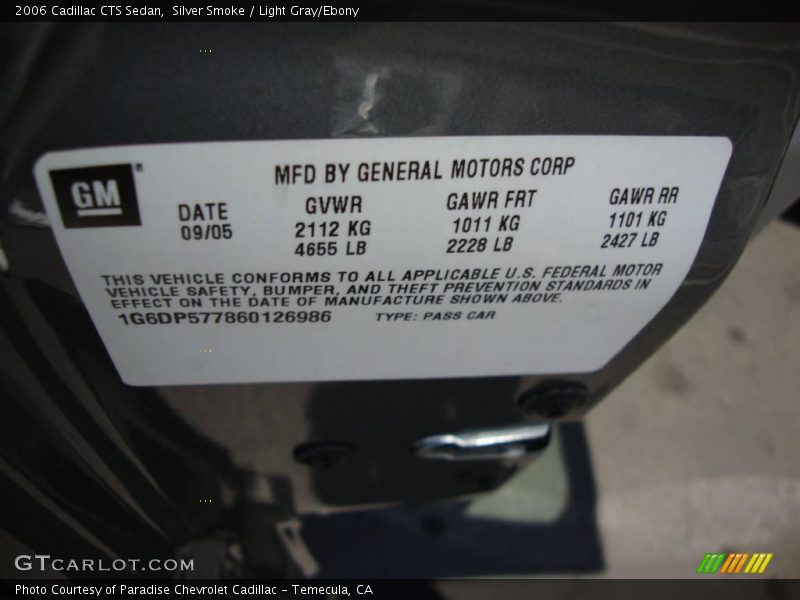 2006 Cadillac CTS Sedan,  Silver Smoke / Light Gray/Ebony
GM
MFD BY GENERAL MOTORS CORP
DATE
09/05
GVWR
2112 KG
4655 LB
GAWR FRT
1011 KG
2228 LB
GAWR RR
1101 KG
2427 LB
THIS VEHICLE CONFORMS TO ALL APPLICABLE U.S. FEDERAL MOTOR
VEHICLE SAFETY, BUMPER, AND THEFT PREVENTION STANDARDS IN
EFFECT ON THE DATE OF MANUFACTURE SHOWN ABOVE.
1G6DP577860126986 TYPE: PASS CAR
GTCARLOT.COM
Photo Courtesy of Paradise Chevrolet Cadillac - Temecula, CA